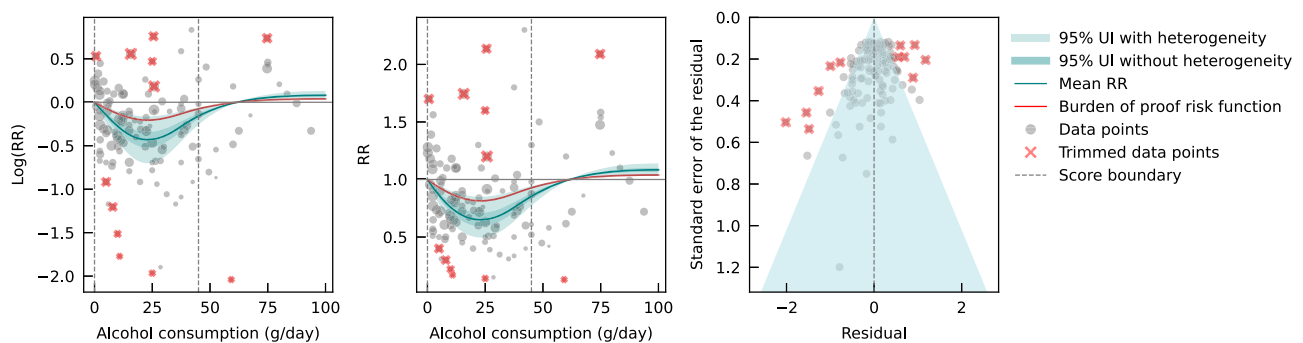 Log(RR)
0.5
0.0
−0.5
−1.0
−1.5
−2.0
0 25 50 75 100
Alcohol consumption (g/day)
RR
2.0
1.5
1.0
0.5
0 25 50 75 100
Alcohol consumption (g/day)
Standard error of the residual
0.0
0.2
0.4
0.6
0.8
1.0
1.2
−2 0 2
Residual
95% UI with heterogeneity
95% UI without heterogeneity
Mean RR
Burden of proof risk function
Data points
Trimmed data points
Score boundary